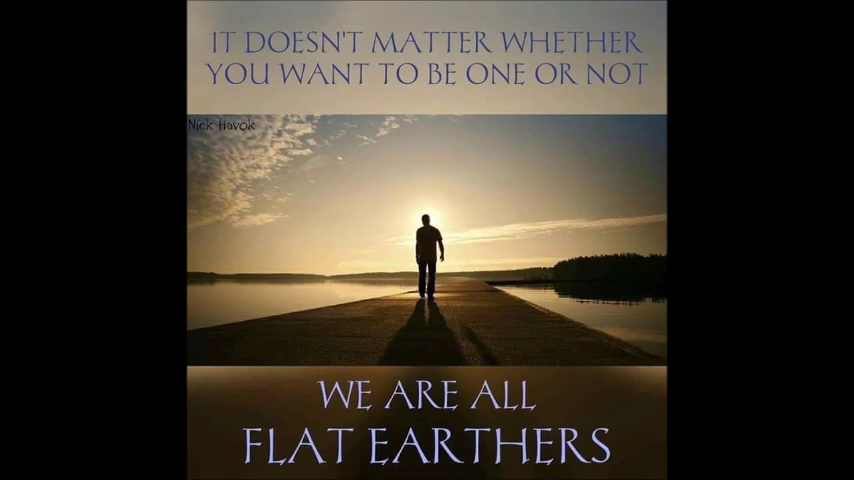 IT DOESN'T MATTER WHETHER
YOU WANT TO BE ONE OR NOT
Nick Havok
WE ARE ALL
FLAT EARTHERS